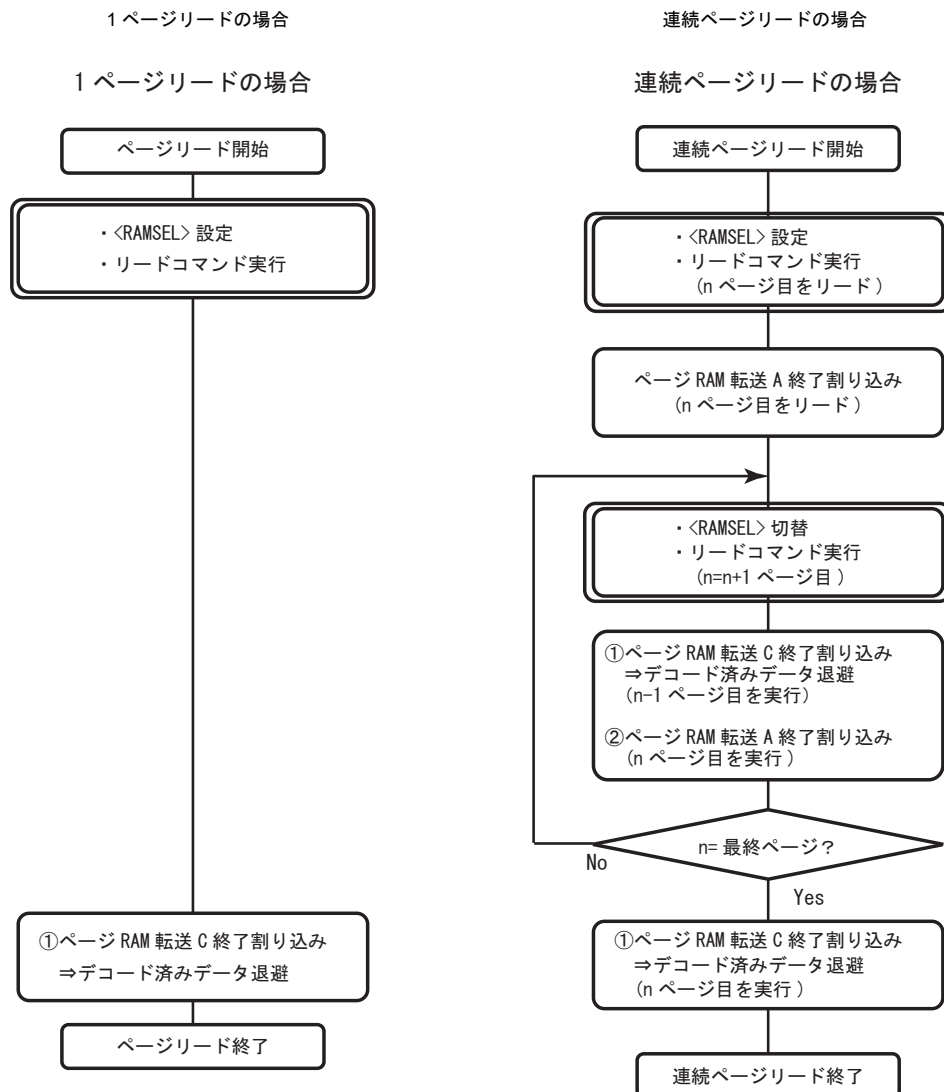 1 ページリードの場合
1 ページリードの場合
ページリード開始
・<RAMSEL> 設定
・リードコマンド実行
①ページ RAM 転送 C 終了割り込み
⇒デコード済みデータ退避
ページリード終了
連続ページリードの場合
連続ページリードの場合
連続ページリード開始
・<RAMSEL> 設定
・リードコマンド実行
(n ページ目をリード )
ページ RAM 転送 A 終了割り込み
(n ページ目をリード )
・<RAMSEL> 切替
・リードコマンド実行
(n=n+1 ページ目 )
①ページ RAM 転送 C 終了割り込み
⇒デコード済みデータ退避
(n-1 ページ目を実行)
②ページ RAM 転送 A 終了割り込み
(n ページ目を実行 )
n= 最終ページ？
No
Yes
①ページ RAM 転送 C 終了割り込み
⇒デコード済みデータ退避
(n ページ目を実行 )
連続ページリード終了